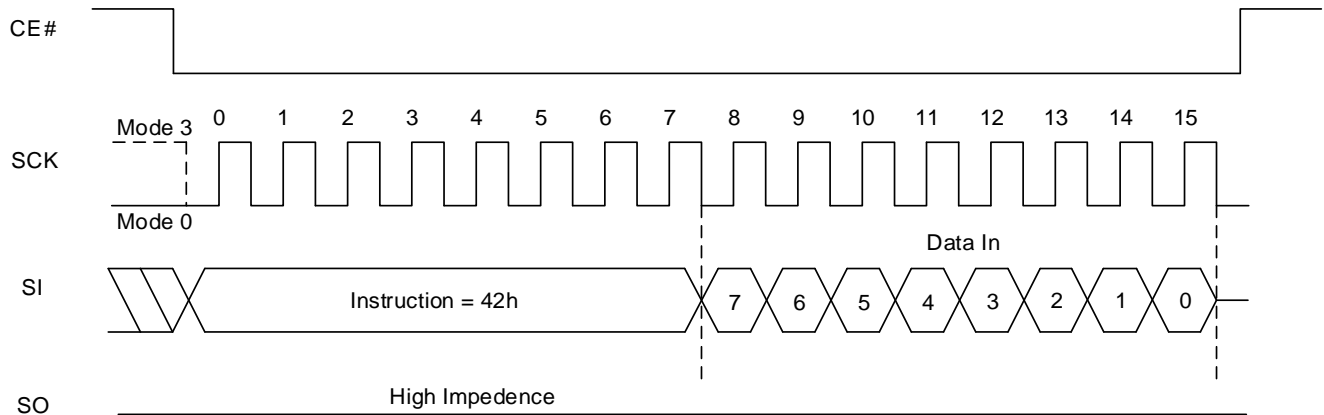 CE#
0 1 2 3 4 5 6 7 8 9 10 11 12 13 14 15
Mode 3
SCK
Mode 0
Data In
SI
Instruction = 42h
7 6 5 4 3 2 1 0
High Impedence
SO